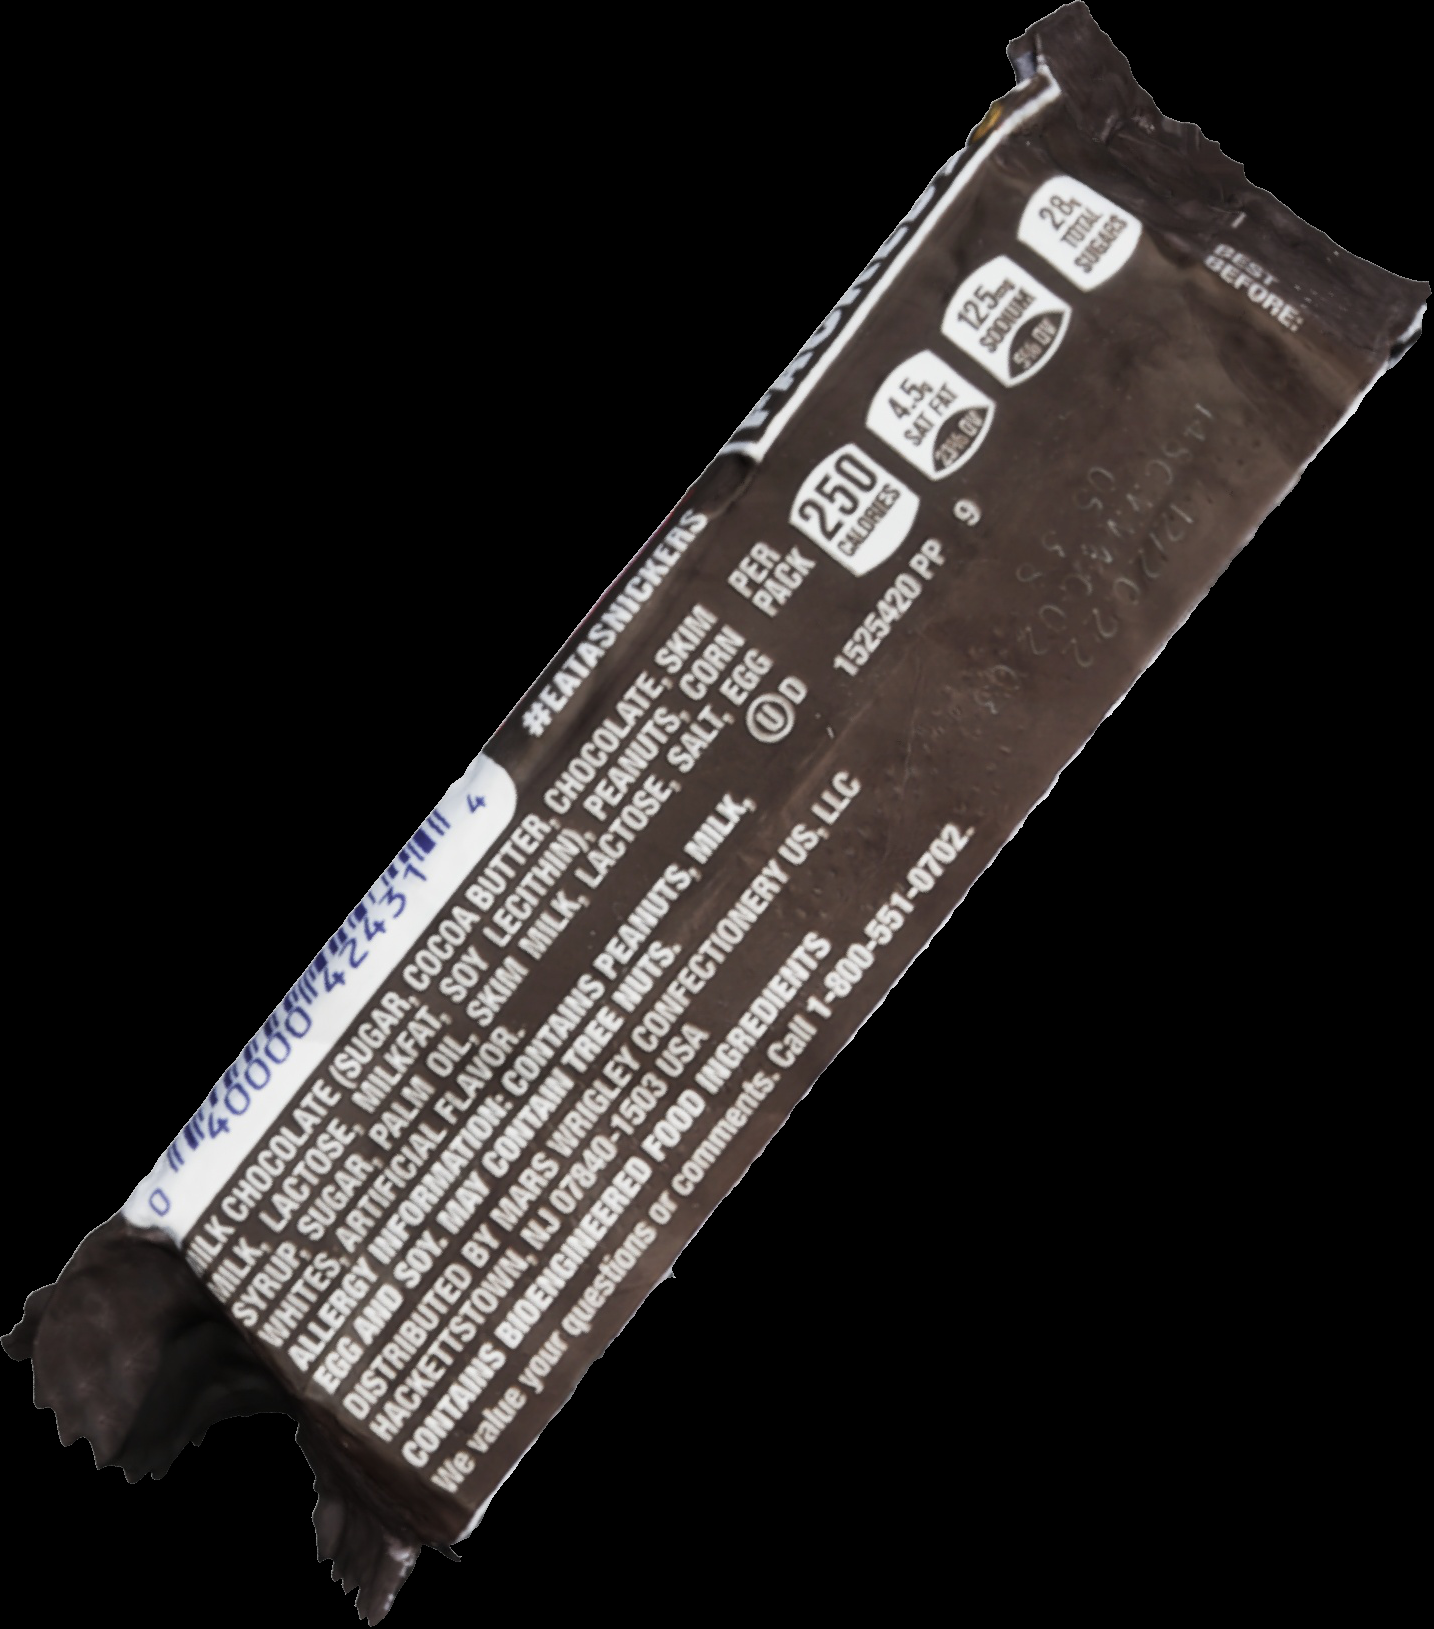 #EATASNICKERS
0 40000 42431 4
MILK CHOCOLATE (SUGAR, COCOA BUTTER, CHOCOLATE, SKIM
MILK, LACTOSE, MILKFAT, SOY LECITHIN), PEANUTS, CORN
SYRUP, SUGAR, PALM OIL, SKIM MILK, LACTOSE, SALT, EGG
WHITES, ARTIFICIAL FLAVOR.
U D
ALLERGY INFORMATION: CONTAINS PEANUTS, MILK,
EGG AND SOY. MAY CONTAIN TREE NUTS.
DISTRIBUTED BY MARS WRIGLEY CONFECTIONERY US, LLC
HACKETTSTOWN, NJ 07840-1503 USA
CONTAINS BIOENGINEERED FOOD INGREDIENTS
We value your questions or comments. Call 1-800-551-0702.
PER
PACK
250
CALORIES
4.5g
SAT FAT
23% DV
125mg
SODIUM
5% DV
28g
TOTAL
SUGARS
1525420 PP 9
BEST
BEFORE: